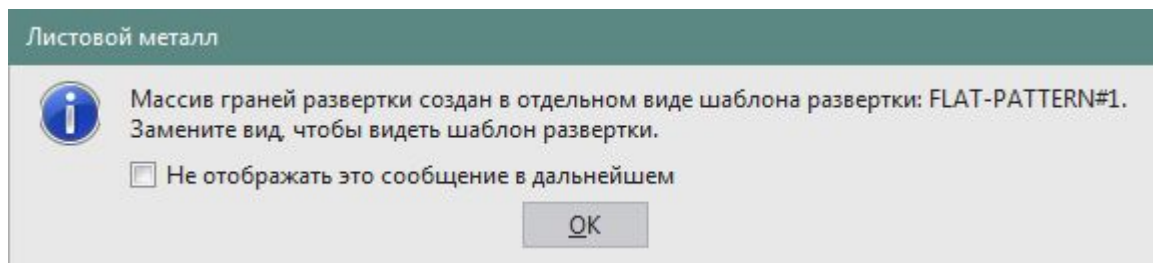 Листовой металл
Массив граней развертки создан в отдельном виде шаблона развертки: FLAT-PATTERN#1.
Замените вид, чтобы видеть шаблон развертки.
Не отображать это сообщение в дальнейшем
OK